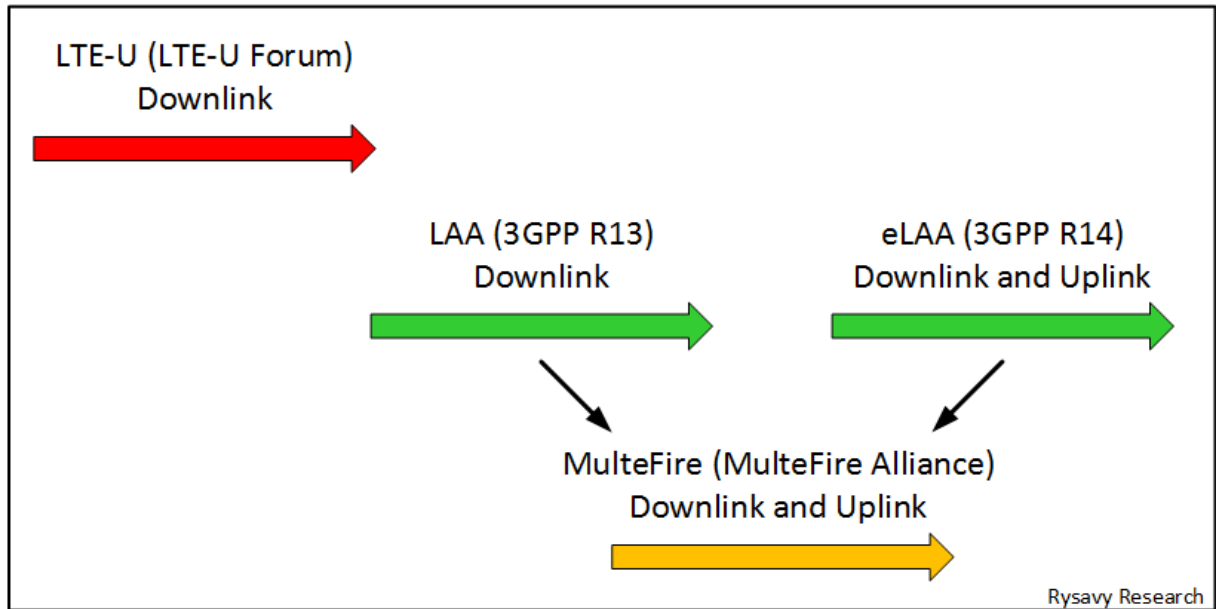 LTE-U (LTE-U Forum)
Downlink
LAA (3GPP R13)
Downlink
eLAA (3GPP R14)
Downlink and Uplink
MulteFire (MulteFire Alliance)
Downlink and Uplink
Rysavy Research